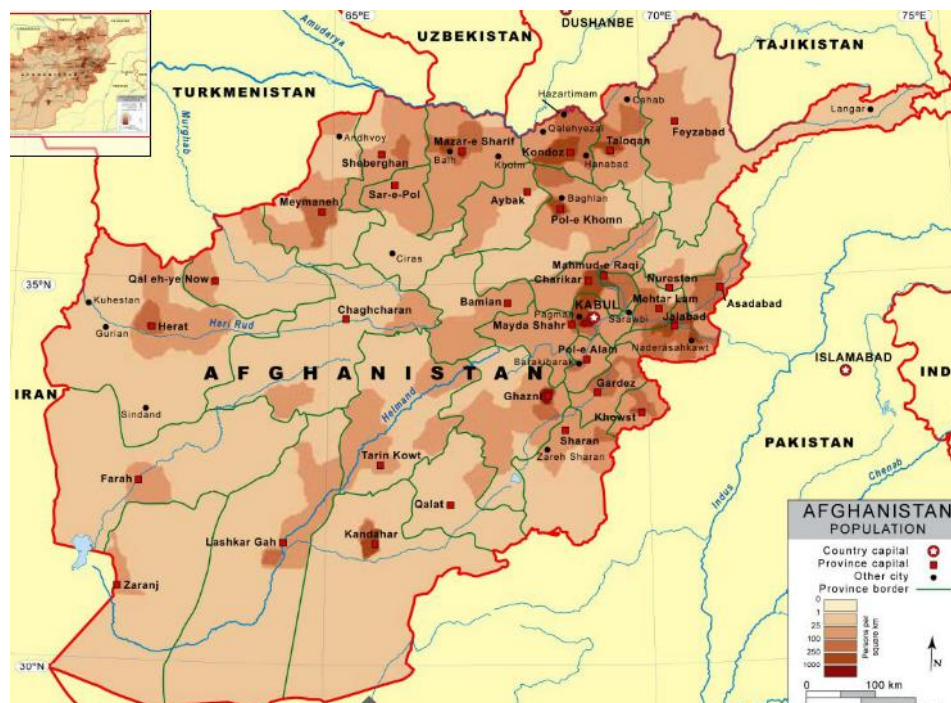 65°E
70°E
75°E
DUSHANBE
UZBEKISTAN
TAJIKISTAN
Amudarya
TURKMENISTAN
Murghab
Hazartimam
Langar
Feyzabad
Andhvoy
Qalehyezal
Mazar-e Sharif
Taloqan
Balh
Kholm
Kondoz
Hanabad
Sheberghan
Sar-e-Pol
Aybak
Baghlan
Meymaneh
Pol-e Khomn
Ciras
Mahmud-e Raqi
35°N
Qal eh-ye Now
Charikar
Nuresten
Asadabad
Kuhestan
Bamian
KABUL
Mehtar Lam
Chaghcharan
Pagman
Sarawbi
Jalabad
Gurian
Herat
Hari Rud
Mayda Shahr
Naderasahkawt
Pol-e Alam
ISLAMABAD
Barakibarak
AFGHANISTAN
IND
IRAN
Helmand
Gardez
Ghazni
Sindand
Khowst
Sharan
PAKISTAN
Zareh Sharan
Tarin Kowt
Farah
Chenab
Indus
Qalat
Lashkar Gah
Kandahar
Zaranj
30°N
AFGHANISTAN
POPULATION
Country capital
Province capital
Other city
Province border
0
1
25
100
250
1000
Persons per
square km
N
0
100 km